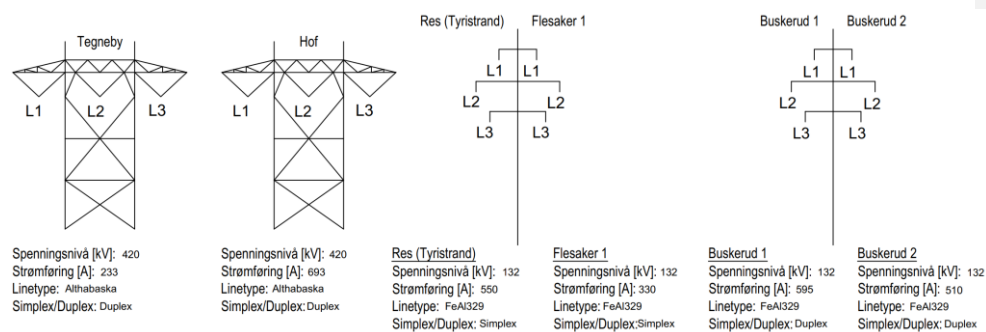 Tegneby
L1 L2 L3
Spenningsnivå [kV]: 420
Strømføring [A]: 233
Linetype: Althabaska
Simplex/Duplex: Duplex
Hof
L1 L2 L3
Spenningsnivå [kV]: 420
Strømføring [A]: 693
Linetype: Althabaska
Simplex/Duplex: Duplex
Res (Tyristrand) Flesaker 1
L1 L1
L2 L2
L3 L3
Res (Tyristrand)
Spenningsnivå [kV]: 132
Strømføring [A]: 550
Linetype: FeAl329
Simplex/Duplex: Simplex
Flesaker 1
Spenningsnivå [kV]: 132
Strømføring [A]: 330
Linetype: FeAl329
Simplex/Duplex:Simplex
Buskerud 1 Buskerud 2
L1 L1
L2 L2
L3 L3
Buskerud 1
Spenningsnivå [kV]: 132
Strømføring [A]: 595
Linetype: FeAl329
Simplex/Duplex: Duplex
Buskerud 2
Spenningsnivå [kV]: 132
Strømføring [A]: 510
Linetype: FeAl329
Simplex/Duplex: Duplex